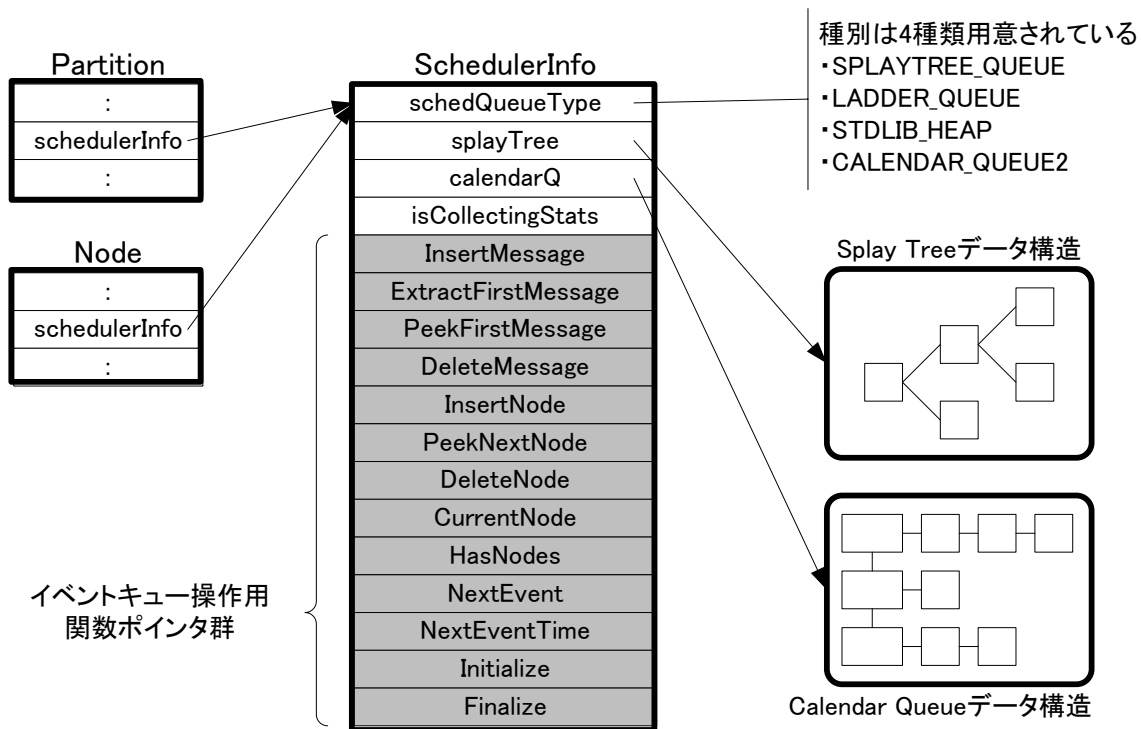 Partition
:
schedulerInfo
:
Node
:
schedulerInfo
:
SchedulerInfo
schedQueueType
splayTree
calendarQ
isCollectingStats
InsertMessage
ExtractFirstMessage
PeekFirstMessage
DeleteMessage
InsertNode
PeekNextNode
DeleteNode
CurrentNode
HasNodes
NextEvent
NextEventTime
Initialize
Finalize
イベントキュー操作用
関数ポインタ群
種別は4種類用意されている
・SPLAYTREE_QUEUE
・LADDER_QUEUE
・STDLIB_HEAP
・CALENDAR_QUEUE2
Splay Treeデータ構造
Calendar Queueデータ構造